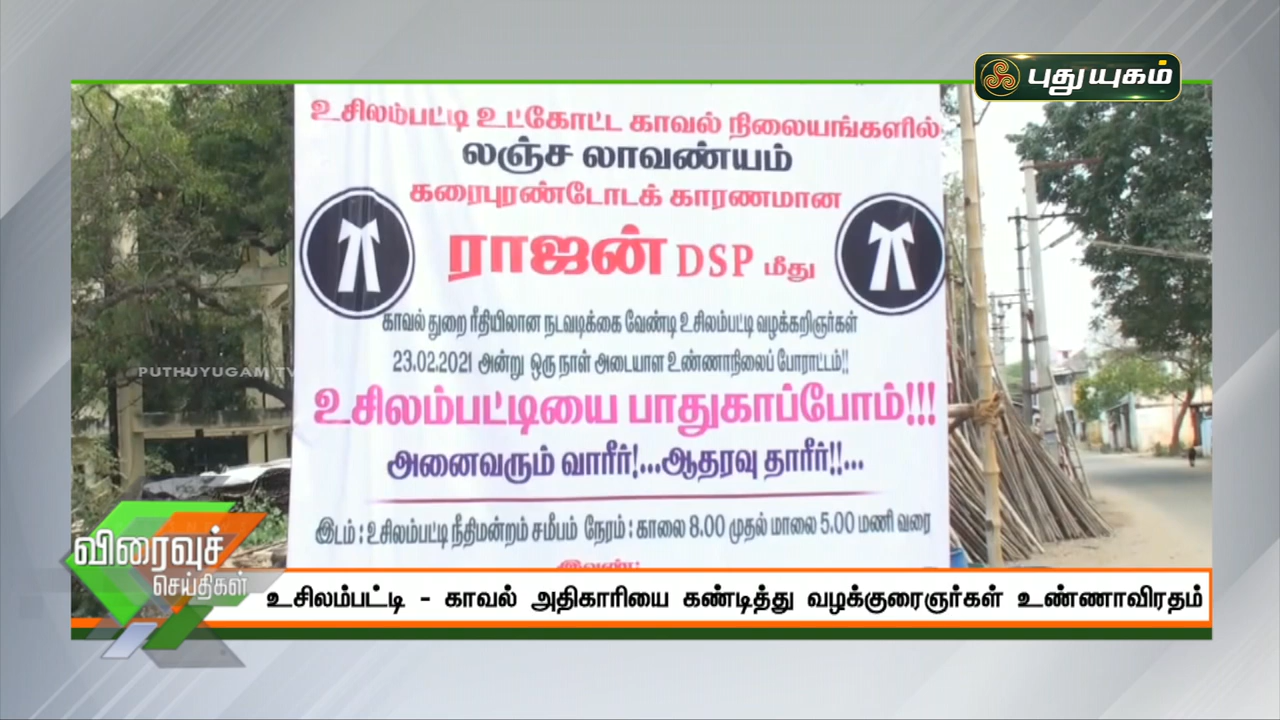 புதுயுகம்
உசிலம்பட்டி உட்கோட்ட காவல் நிலையங்களில்
லஞ்ச லாவண்யம்
கரைபுரண்டோடக் காரணமான
ராஜன் DSP மீது
காவல் துறை ரீதியிலான நடவடிக்கை வேண்டி உசிலம்பட்டி வழக்கறிஞர்கள்
23.02.2021 அன்று ஒரு நாள் அடையாள உண்ணாநிலைப் போராட்டம்!!
PUTHUYUGAM TV
உசிலம்பட்டியை பாதுகாப்போம்!!!
அனைவரும் வாரீர்!...ஆதரவு தாரீர்!!...
இடம் : உசிலம்பட்டி நீதிமன்றம் சமீபம் நேரம் : காலை 8.00 முதல் மாலை 5.00 மணி வரை
விரைவுச்
செய்திகள்
உசிலம்பட்டி - காவல் அதிகாரியை கண்டித்து வழக்குரைஞர்கள் உண்ணாவிரதம்